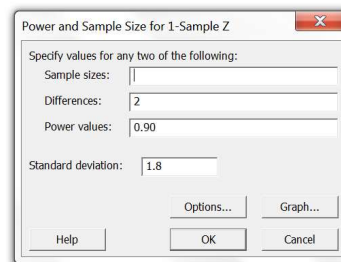 Power and Sample Size for 1-Sample Z
Specify values for any two of the following:
Sample sizes:
Differences: 2
Power values: 0.90
Standard deviation: 1.8
Options... Graph...
Help OK Cancel